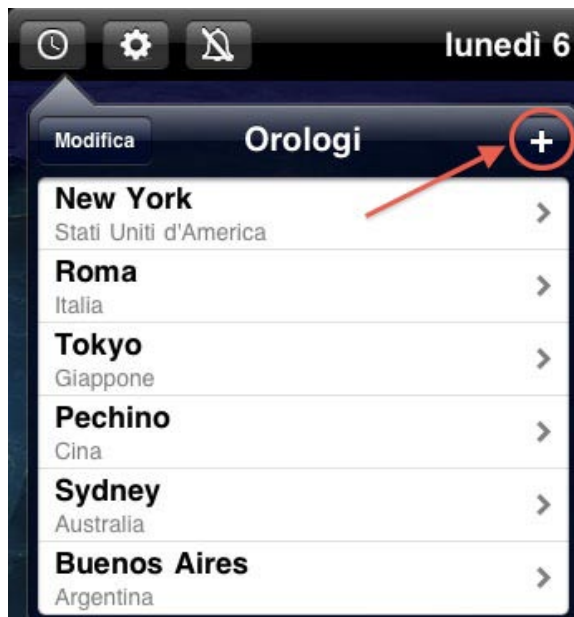 lunedì 6
Modifica
Orologi
New York
Stati Uniti d'America
Roma
Italia
Tokyo
Giappone
Pechino
Cina
Sydney
Australia
Buenos Aires
Argentina